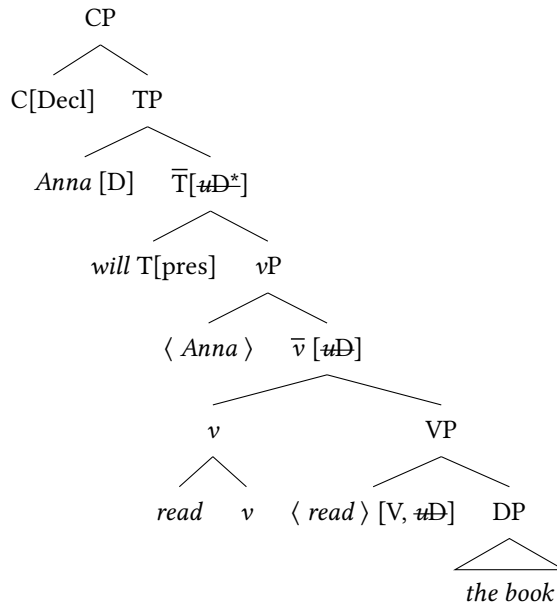 CP
C[Decl] TP
Anna [D] T̅[uD*]
will T[pres] vP
⟨ Anna ⟩ v̅ [uD]
v VP
read v ⟨ read ⟩ [V, uD] DP
the book